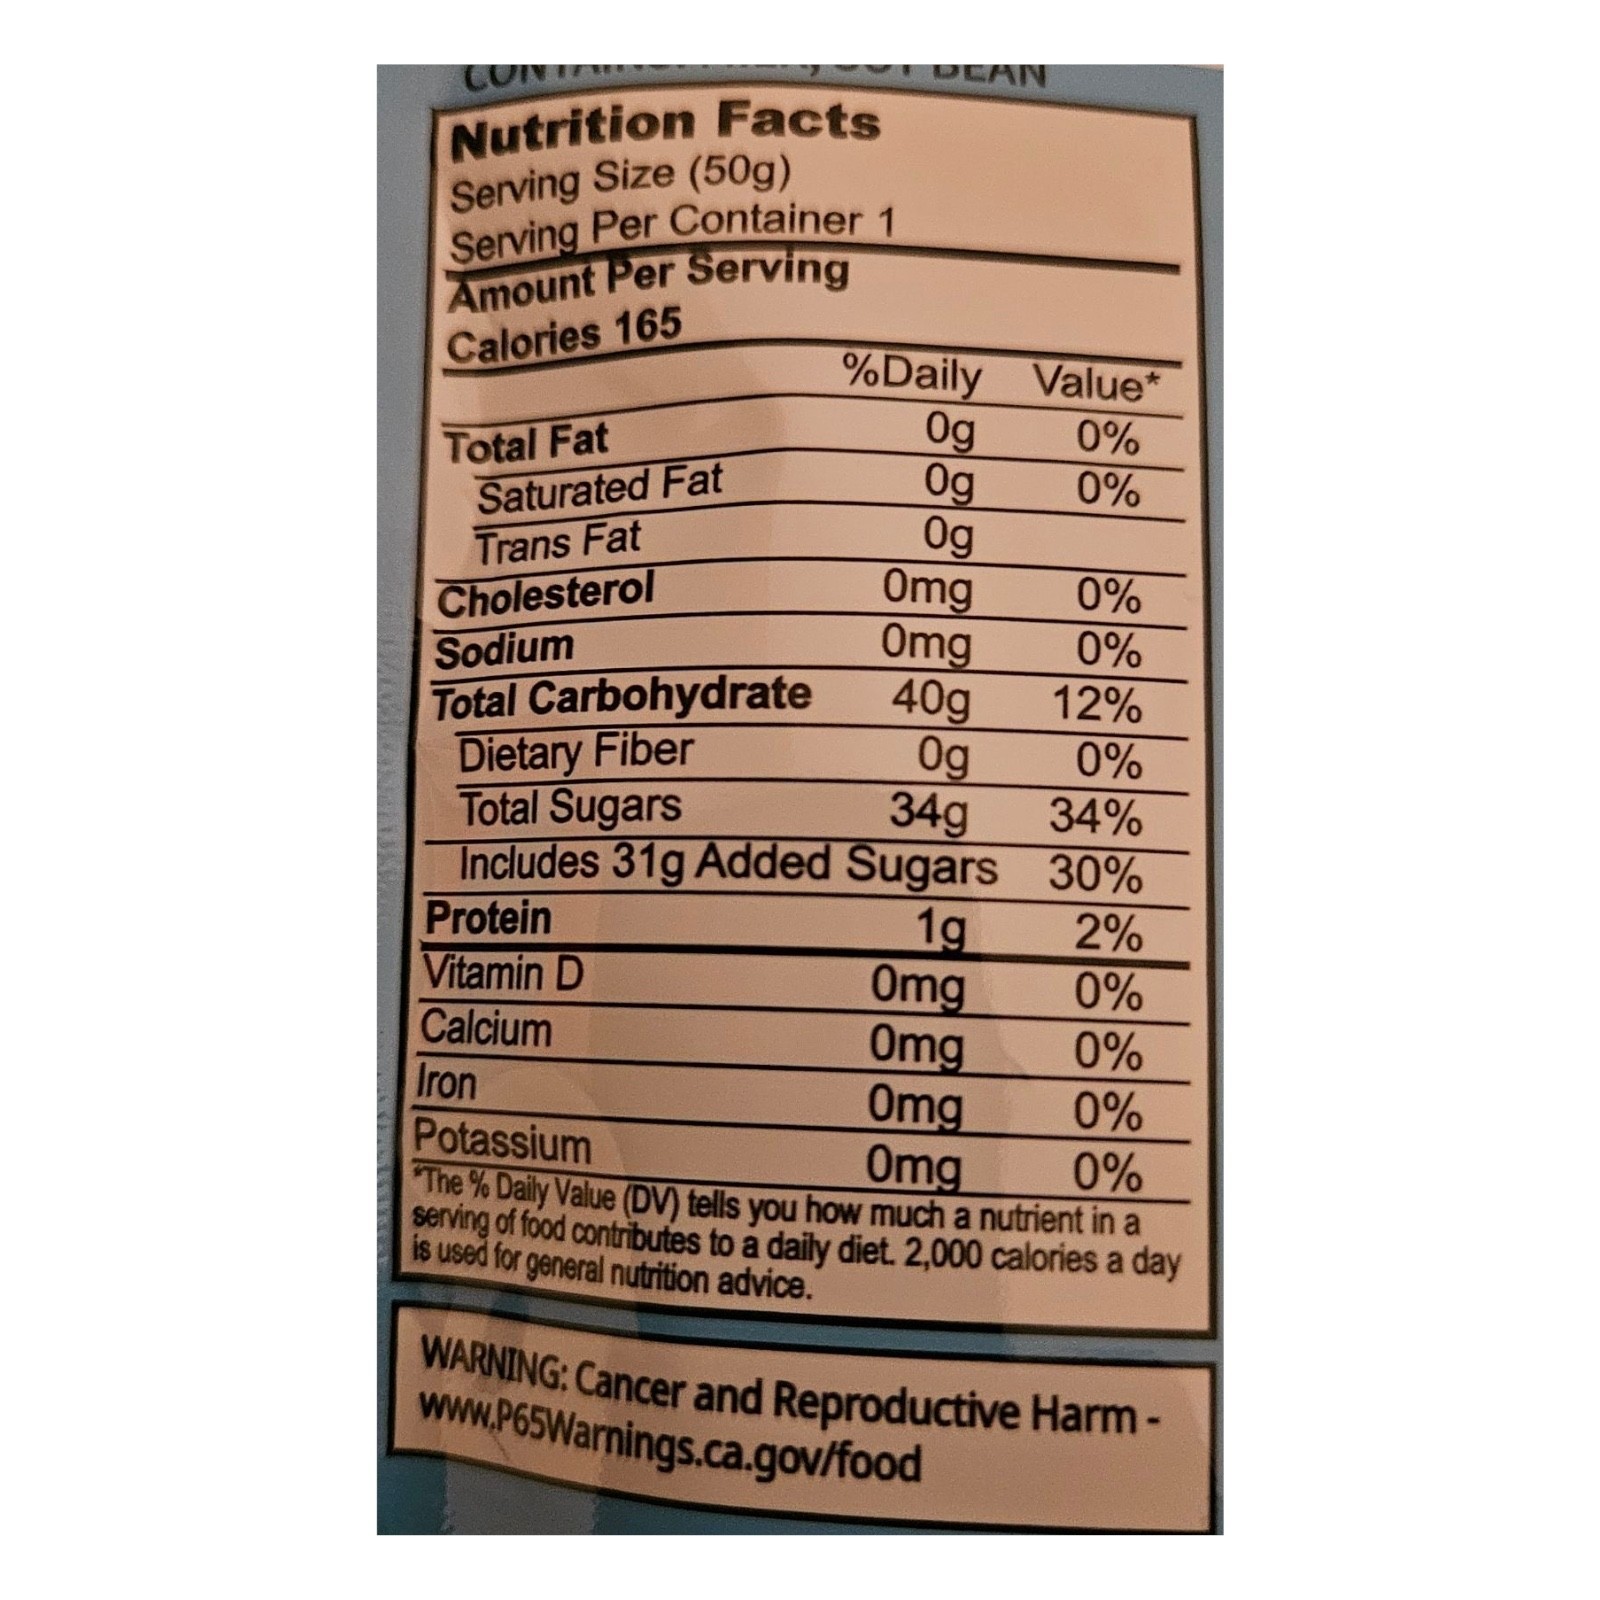 BEAN
Nutrition Facts
Serving Size (50g)
Serving Per Container 1
Amount Per Serving
Calories 165
%Daily Value*
Total Fat 0g 0%
Saturated Fat 0g 0%
Trans Fat 0g
Cholesterol 0mg 0%
Sodium 0mg 0%
Total Carbohydrate 40g 12%
Dietary Fiber 0g 0%
Total Sugars 34g 34%
Includes 31g Added Sugars 30%
Protein 1g 2%
Vitamin D 0mg 0%
Calcium 0mg 0%
Iron 0mg 0%
Potassium 0mg 0%
*The % Daily Value (DV) tells you how much a nutrient in a
serving of food contributes to a daily diet. 2,000 calories a day
is used for general nutrition advice.
WARNING: Cancer and Reproductive Harm -
www.P65Warnings.ca.gov/food